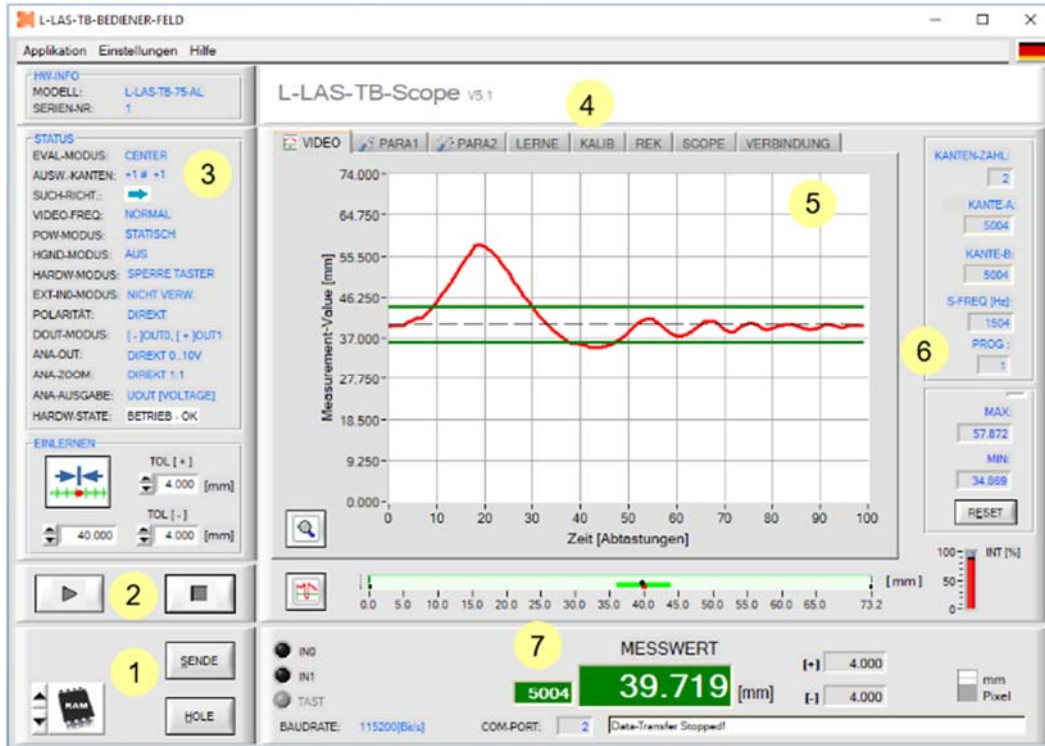 L-LAS-TB-BEDIENER-FELD
Applikation Einstellungen Hilfe
HW-INFO
MODELL: L-LAS-TB-75-AL
SERIEN-NR: 1
L-LAS-TB-Scope V5.1
4
STATUS
EVAL-MODUS: CENTER
AUSW.-KANTEN: +1 # +1
3
SUCH-RICHT.:
VIDEO-FREQ: NORMAL
POW-MODUS: STATISCH
HGND-MODUS: AUS
HARDW-MODUS: SPERRE TASTER
EXT-IN0-MODUS: NICHT VERW.
POLARITÄT: DIREKT
DOUT-MODUS: [ - ]OUT0, [ + ]OUT1
ANA-OUT: DIREKT 0..10V
ANA-ZOOM: DIREKT 1:1
ANA-AUSGABE: UOUT [VOLTAGE]
HARDW-STATE: BETRIEB - OK
EINLERNEN
TOL [ + ]
4.000 [mm]
TOL [ - ]
40.000 4.000 [mm]
2
1
SENDE
RAM
HOLE
VIDEO PARA1 PARA2 LERNE KALIB REK SCOPE VERBINDUNG
5
Measurement-Value [mm]
74.000
64.750
55.500
46.250
37.000
27.750
18.500
9.250
0.000
0 10 20 30 40 50 60 70 80 90 100
Zeit [Abtastungen]
[mm]
0.0 5.0 10.0 15.0 20.0 25.0 30.0 35.0 40.0 45.0 50.0 55.0 60.0 65.0 73.2
KANTEN-ZAHL:
2
KANTE-A:
5004
KANTE-B:
5004
S-FREQ [Hz]:
1504
6
PROG :
1
MAX:
57.872
MIN:
34.869
RESET
100 INT [%]
50
0
IN0
IN1
TAST
7
MESSWERT
5004 39.719 [mm]
[+] 4.000
[-] 4.000
mm
Pixel
BAUDRATE: 115200[Bit/s] COM-PORT: 2 Data-Transfer Stopped!